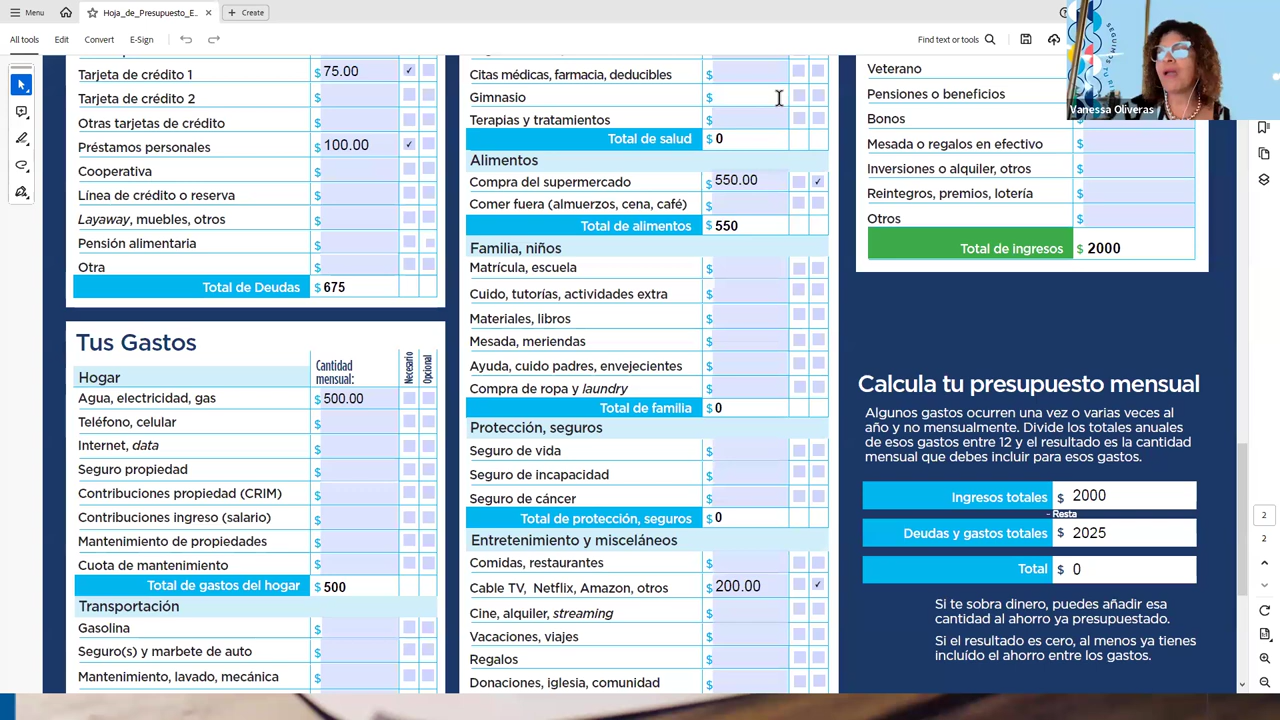 Menu
Hoja_de_Presupuesto_E...
Create
All tools
Edit
Convert
E-Sign
Find text or tools
Tarjeta de crédito 1 $ 75.00 ✓
Tarjeta de crédito 2 $
Otras tarjetas de crédito $
Préstamos personales $ 100.00 ✓
Cooperativa $
Línea de crédito o reserva $
Layaway, muebles, otros $
Pensión alimentaria $
Otra $
Total de Deudas $ 675
Tus Gastos
Cantidad mensual:
Necesario
Opcional
Hogar
Agua, electricidad, gas $ 500.00
Teléfono, celular $
Internet, data $
Seguro propiedad $
Contribuciones propiedad (CRIM) $
Contribuciones ingreso (salario) $
Mantenimiento de propiedades $
Cuota de mantenimiento $
Total de gastos del hogar $ 500
Transportación
Gasolina $
Seguro(s) y marbete de auto $
Mantenimiento, lavado, mecánica $
Citas médicas, farmacia, deducibles $
Gimnasio $
Terapias y tratamientos $
Total de salud $ 0
Alimentos
Compra del supermercado $ 550.00 ✓
Comer fuera (almuerzos, cena, café) $
Total de alimentos $ 550
Familia, niños
Matrícula, escuela $
Cuido, tutorías, actividades extra $
Materiales, libros $
Mesada, meriendas $
Ayuda, cuido padres, envejecientes $
Compra de ropa y laundry $
Total de familia $ 0
Protección, seguros
Seguro de vida $
Seguro de incapacidad $
Seguro de cáncer $
Total de protección, seguros $ 0
Entretenimiento y misceláneos
Comidas, restaurantes $
Cable TV, Netflix, Amazon, otros $ 200.00 ✓
Cine, alquiler, streaming $
Vacaciones, viajes $
Regalos $
Donaciones, iglesia, comunidad $
Veterano
Pensiones o beneficios
Bonos $
Mesada o regalos en efectivo $
Inversiones o alquiler, otros $
Reintegros, premios, lotería $
Otros $
Total de ingresos $ 2000
Calcula tu presupuesto mensual
Algunos gastos ocurren una vez o varias veces al
año y no mensualmente. Divide los totales anuales
de esos gastos entre 12 y el resultado es la cantidad
mensual que debes incluir para esos gastos.
Ingresos totales $ 2000
- Resta
Deudas y gastos totales $ 2025
Total $ 0
Si te sobra dinero, puedes añadir esa
cantidad al ahorro ya presupuestado.
Si el resultado es cero, al menos ya tienes
incluído el ahorro entre los gastos.
Vanessa Oliveras
2
2